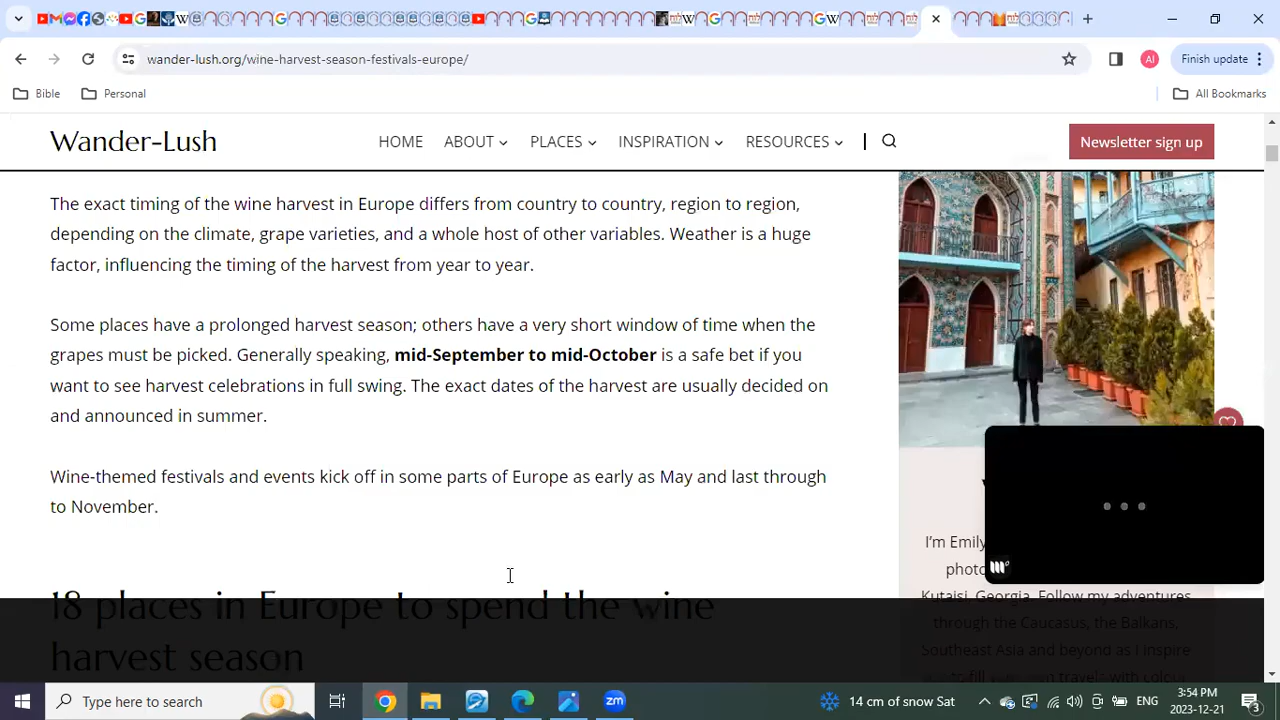 Finish update
wander-lush.org/wine-harvest-season-festivals-europe/
AI
Bible
Personal
All Bookmarks
Wander-Lush
HOME
ABOUT
PLACES
INSPIRATION
RESOURCES
Newsletter sign up
The exact timing of the wine harvest in Europe differs from country to country, region to region,
depending on the climate, grape varieties, and a whole host of other variables. Weather is a huge
factor, influencing the timing of the harvest from year to year.
Some places have a prolonged harvest season; others have a very short window of time when the
grapes must be picked. Generally speaking, mid-September to mid-October is a safe bet if you
want to see harvest celebrations in full swing. The exact dates of the harvest are usually decided on
and announced in summer.
Wine-themed festivals and events kick off in some parts of Europe as early as May and last through
to November.
18 places in Europe to spend the wine
harvest season
I'm Emily
Kutaisi, Georgia. Follow my adventures
through the Caucasus, the Balkans,
Southeast Asia and beyond as I inspire
Type here to search
zm
14 cm of snow Sat
ENG
3:54 PM
2023-12-21
3